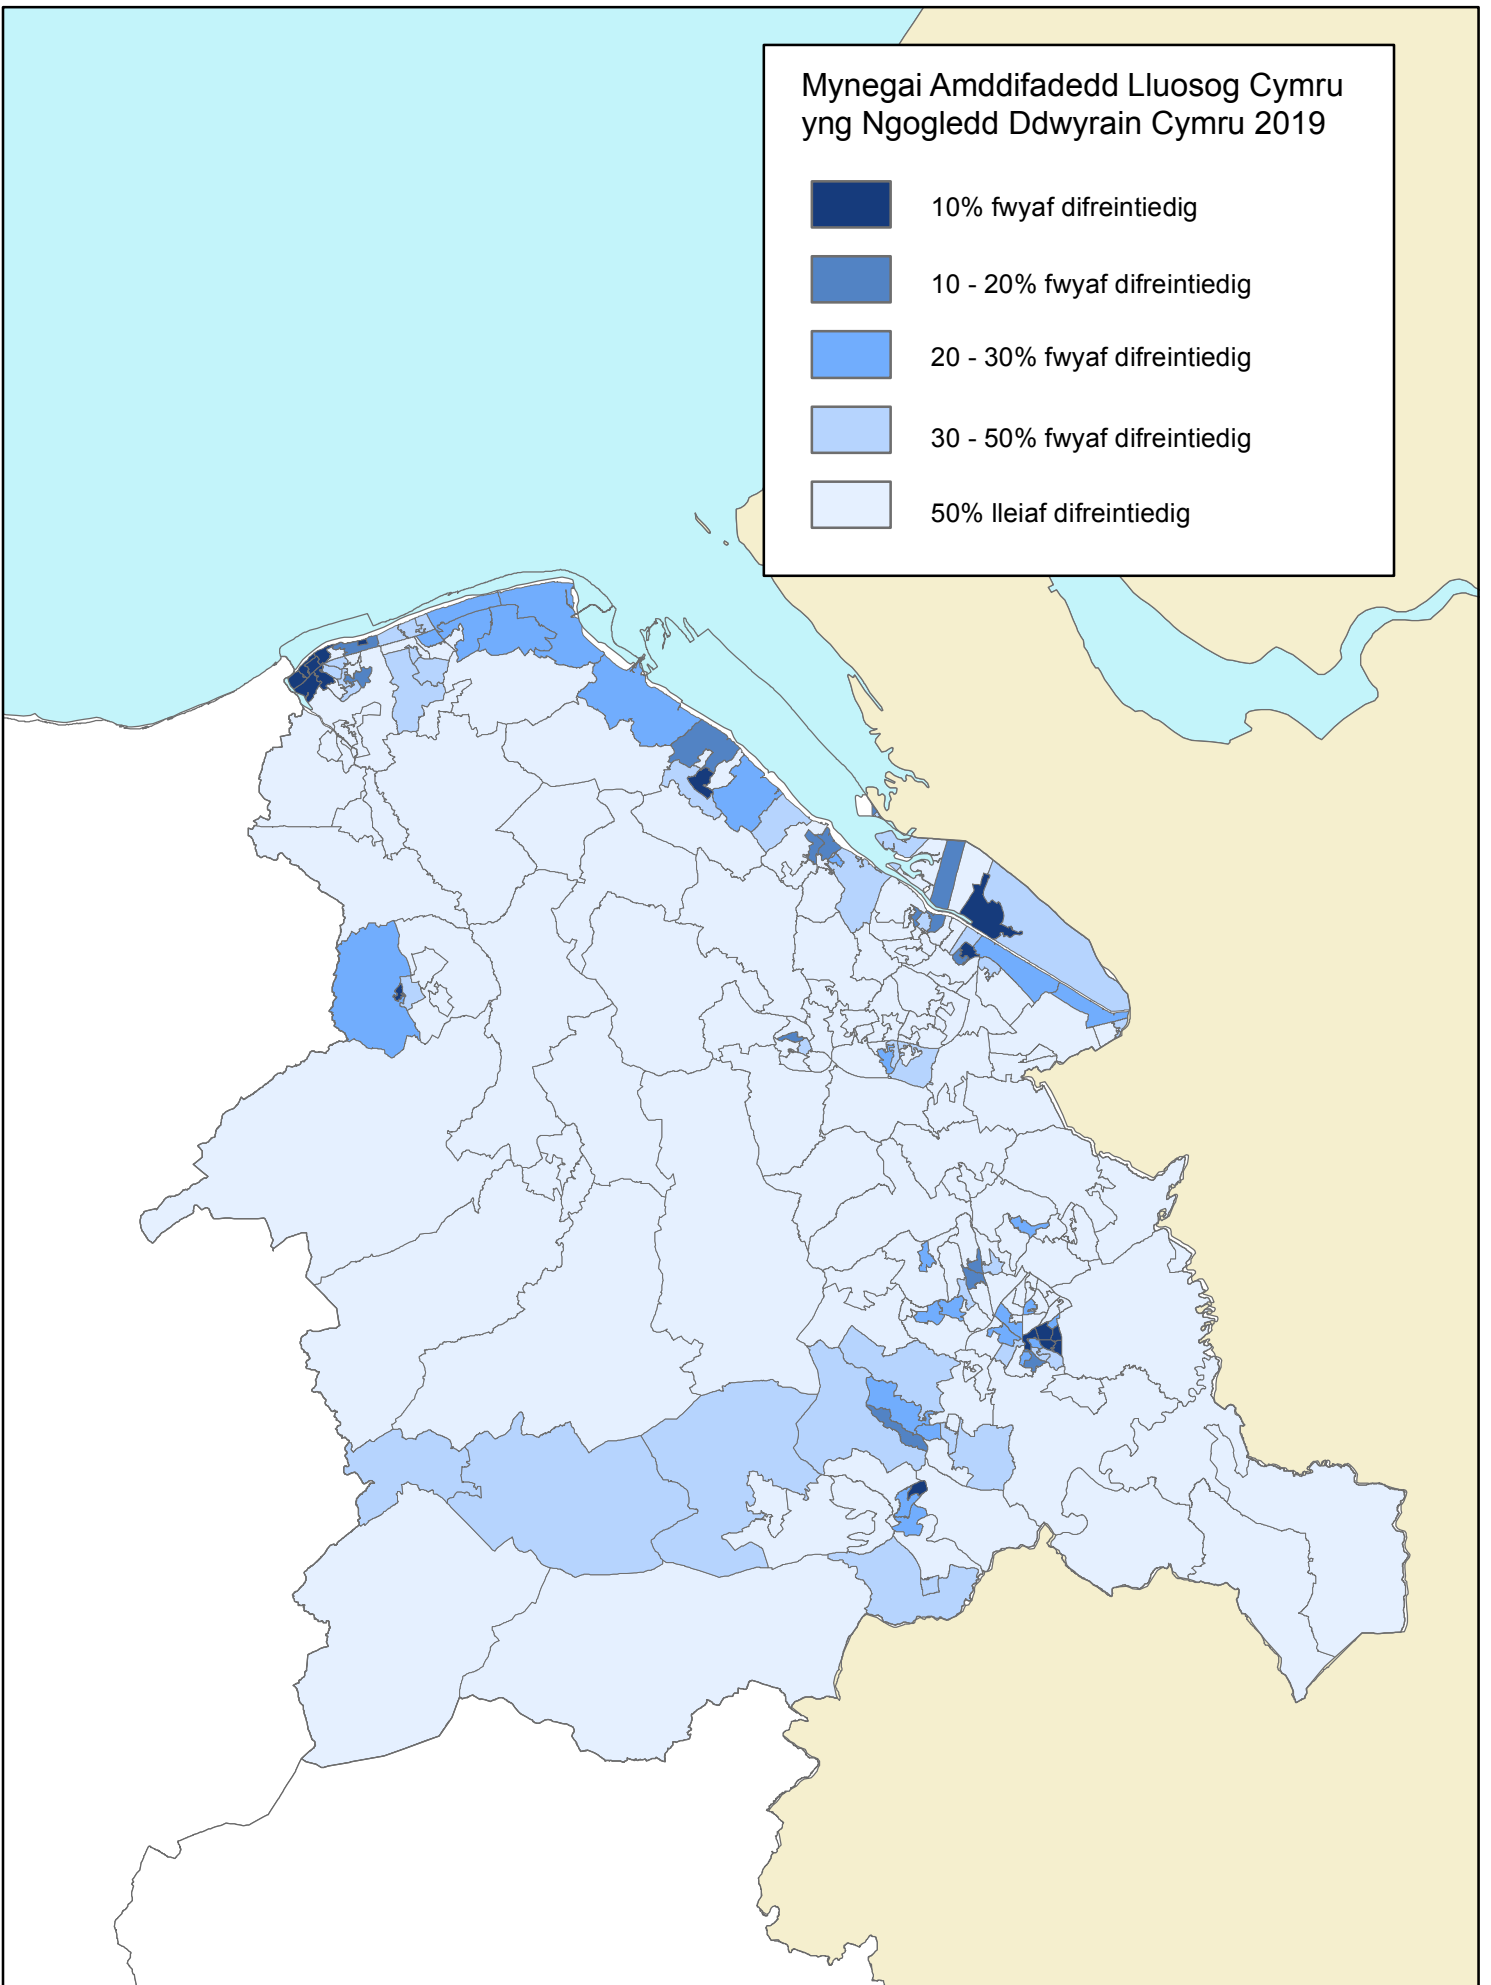 Mynegai Amddifadedd Lluosog Cymru
yng Ngogledd Ddwyrain Cymru 2019
10% fwyaf difreintiedig
10 - 20% fwyaf difreintiedig
20 - 30% fwyaf difreintiedig
30 - 50% fwyaf difreintiedig
50% lleiaf difreintiedig